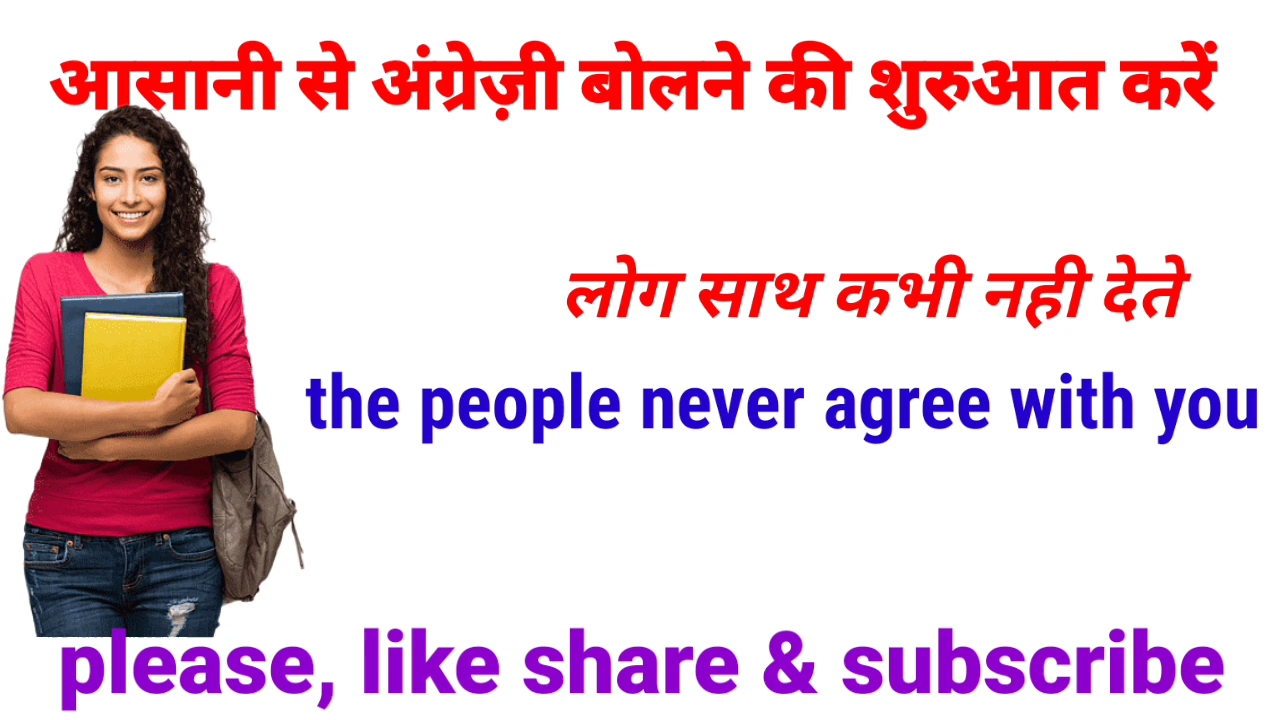 आसानी से अंग्रेज़ी बोलने की शुरुआत करें
लोग साथ कभी नही देते
the people never agree with you
please, like share & subscribe